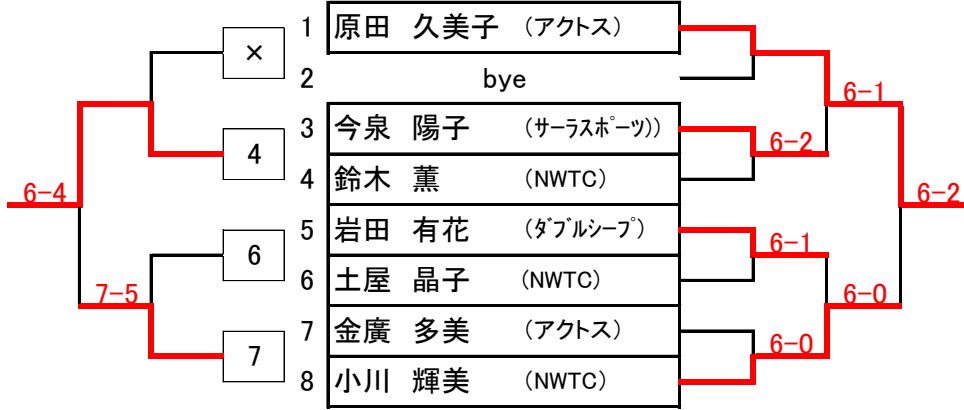 1 原田 久美子 (アクトス)
×
2 bye
6-1
3 今泉 陽子 (サーラスポーツ))
6-2
4
4 鈴木 薫 (NWTC)
6-4
6-2
5 岩田 有花 (ダブルシープ)
6-1
6
6 土屋 晶子 (NWTC)
7-5
6-0
7 金廣 多美 (アクトス)
6-0
7
8 小川 輝美 (NWTC)